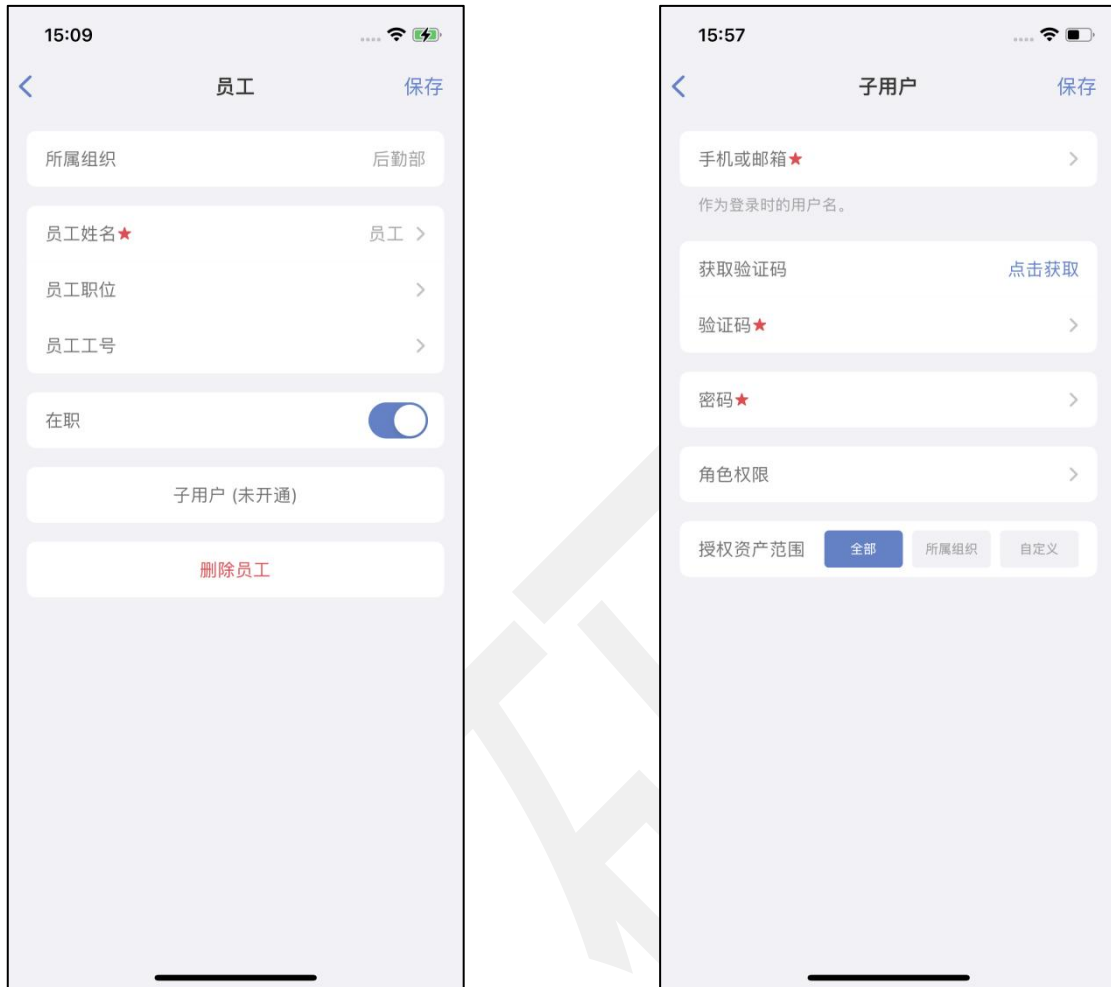 15:09
员工
保存
所属组织 后勤部
员工姓名★ 员工
员工职位
员工工号
在职
子用户 (未开通)
删除员工
15:57
子用户
保存
手机或邮箱★
作为登录时的用户名。
获取验证码 点击获取
验证码★
密码★
角色权限
授权资产范围 全部 所属组织 自定义